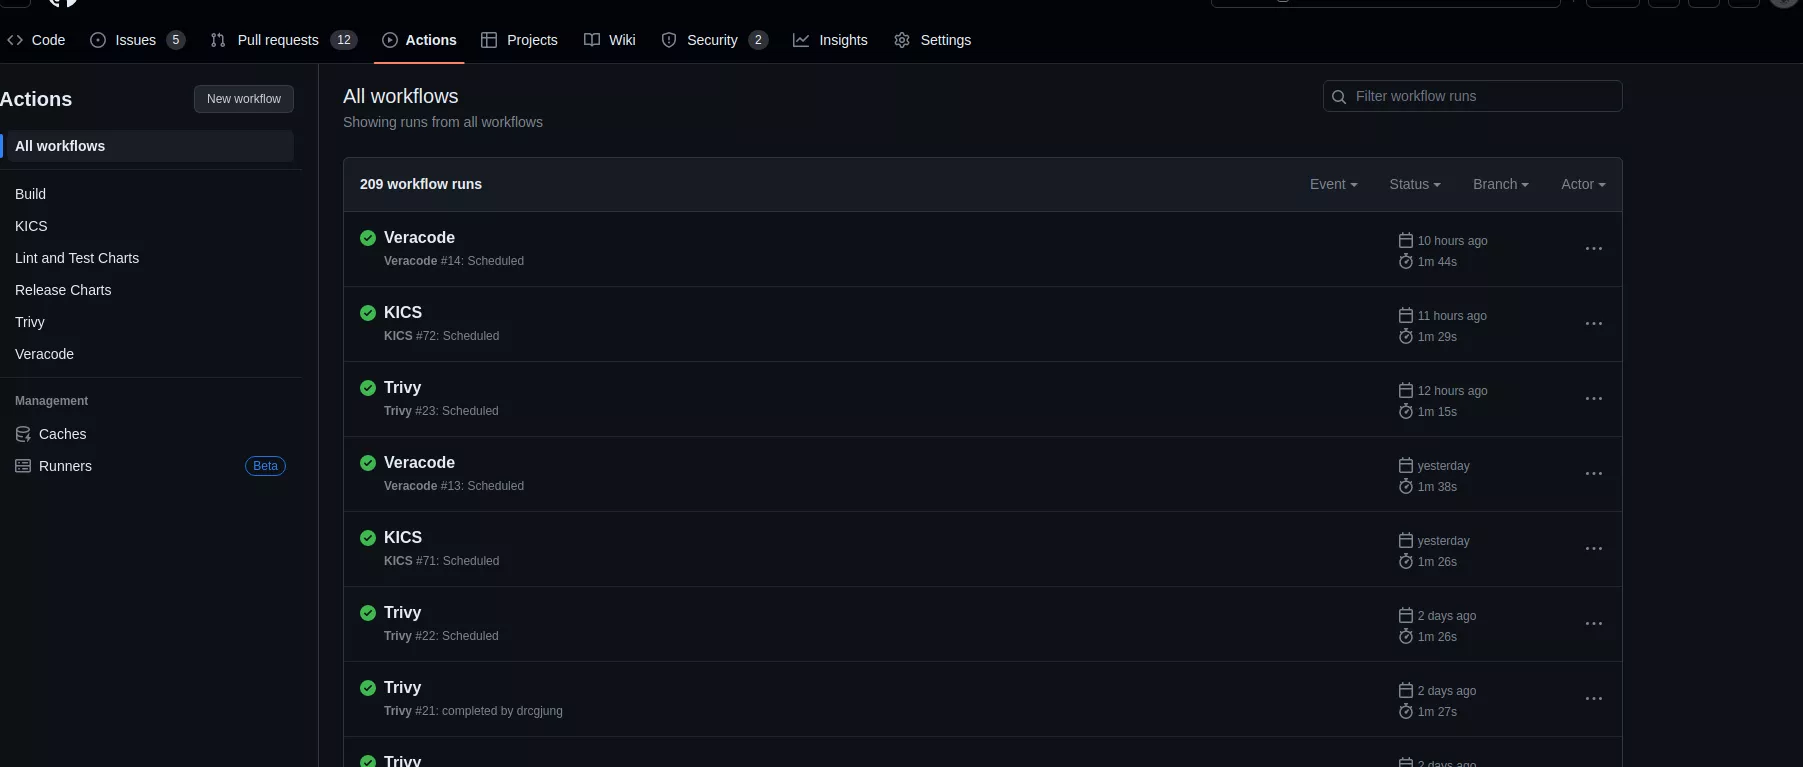 Code Issues 5 Pull requests 12 Actions Projects Wiki Security 2 Insights Settings
Actions
New workflow
All workflows
Build
KICS
Lint and Test Charts
Release Charts
Trivy
Veracode
Management
Caches
Runners Beta
All workflows
Showing runs from all workflows
Filter workflow runs
209 workflow runs
Event Status Branch Actor
Veracode
Veracode #14: Scheduled
10 hours ago
1m 44s
KICS
KICS #72: Scheduled
11 hours ago
1m 29s
Trivy
Trivy #23: Scheduled
12 hours ago
1m 15s
Veracode
Veracode #13: Scheduled
yesterday
1m 38s
KICS
KICS #71: Scheduled
yesterday
1m 26s
Trivy
Trivy #22: Scheduled
2 days ago
1m 26s
Trivy
Trivy #21: completed by drcgjung
2 days ago
1m 27s
Trivy
2 days ago